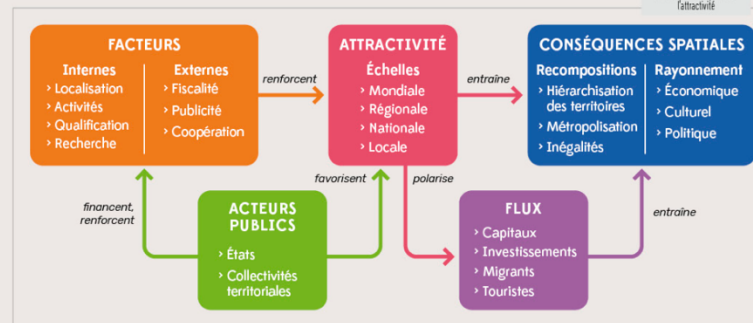 l'attractivité
FACTEURS
Internes
› Localisation
› Activités
› Qualification
› Recherche
Externes
› Fiscalité
› Publicité
› Coopération
renforcent
ATTRACTIVITÉ
Échelles
› Mondiale
› Régionale
› Nationale
› Locale
entraîne
CONSÉQUENCES SPATIALES
Recompositions
› Hiérarchisation
des territoires
› Métropolisation
› Inégalités
Rayonnement
› Économique
› Culturel
› Politique
financent,
renforcent
ACTEURS
PUBLICS
› États
› Collectivités
territoriales
favorisent
polarise
FLUX
› Capitaux
› Investissements
› Migrants
› Touristes
entraîne